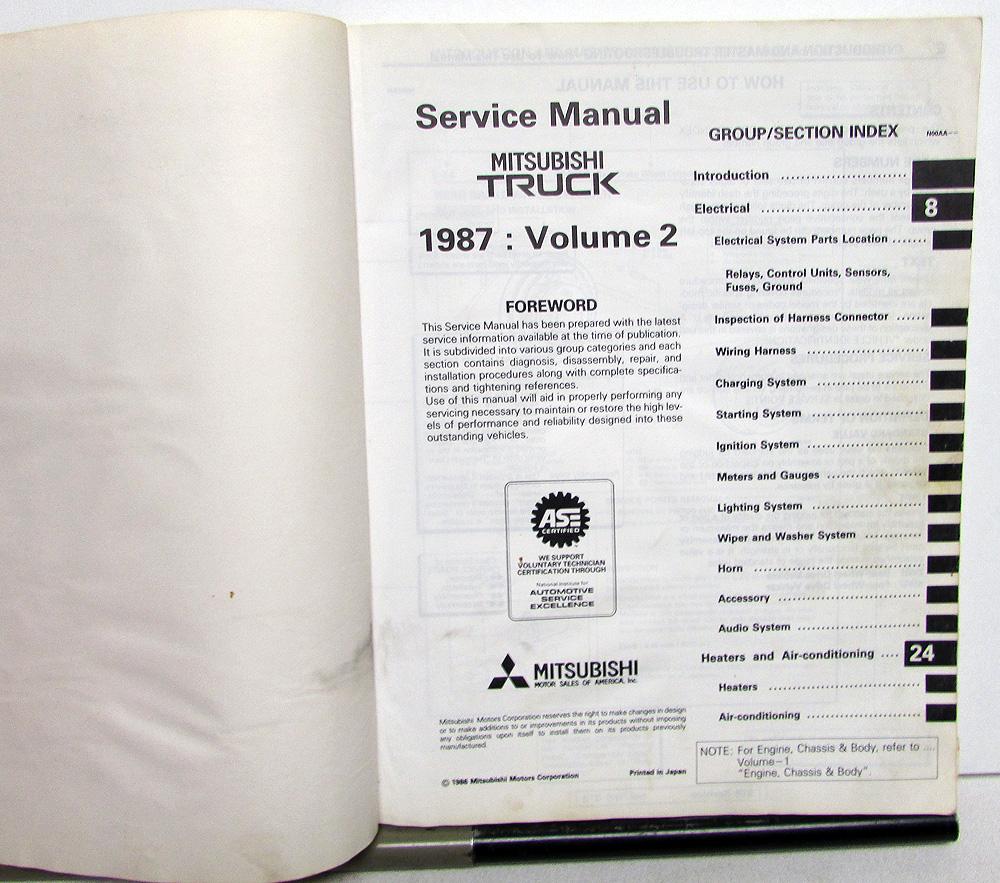 Service Manual
MITSUBISHI
TRUCK
1987 : Volume 2
FOREWORD
This Service Manual has been prepared with the latest
service information available at the time of publication.
It is subdivided into various group categories and each
section contains diagnosis, disassembly, repair, and
installation procedures along with complete specifica-
tions and tightening references.
Use of this manual will aid in properly performing any
servicing necessary to maintain or restore the high lev-
els of performance and reliability designed into these
outstanding vehicles.
ASE
CERTIFIED
WE SUPPORT
VOLUNTARY TECHNICIAN
CERTIFICATION THROUGH
National Institute for
AUTOMOTIVE
SERVICE
EXCELLENCE
MITSUBISHI
MOTOR SALES OF AMERICA, Inc.
Mitsubishi Motors Corporation reserves the right to make changes in design
or to make additions to or improvements in its products without imposing
any obligations upon itself to install them on its products previously
manufactured.
© 1986 Mitsubishi Motors Corporation Printed in Japan
GROUP/SECTION INDEX N00AA--
Introduction ........................
Electrical ........................ 8
Electrical System Parts Location .......
Relays, Control Units, Sensors,
Fuses, Ground
Inspection of Harness Connector ......
Wiring Harness ........................
Charging System ....................
Starting System .....................
Ignition System ......................
Meters and Gauges ..................
Lighting System .....................
Wiper and Washer System ............
Horn ................................
Accessory ...........................
Audio System ........................
Heaters and Air-conditioning .... 24
Heaters .............................
Air-conditioning .....................
NOTE: For Engine, Chassis & Body, refer to ....
Volume-1
"Engine, Chassis & Body".